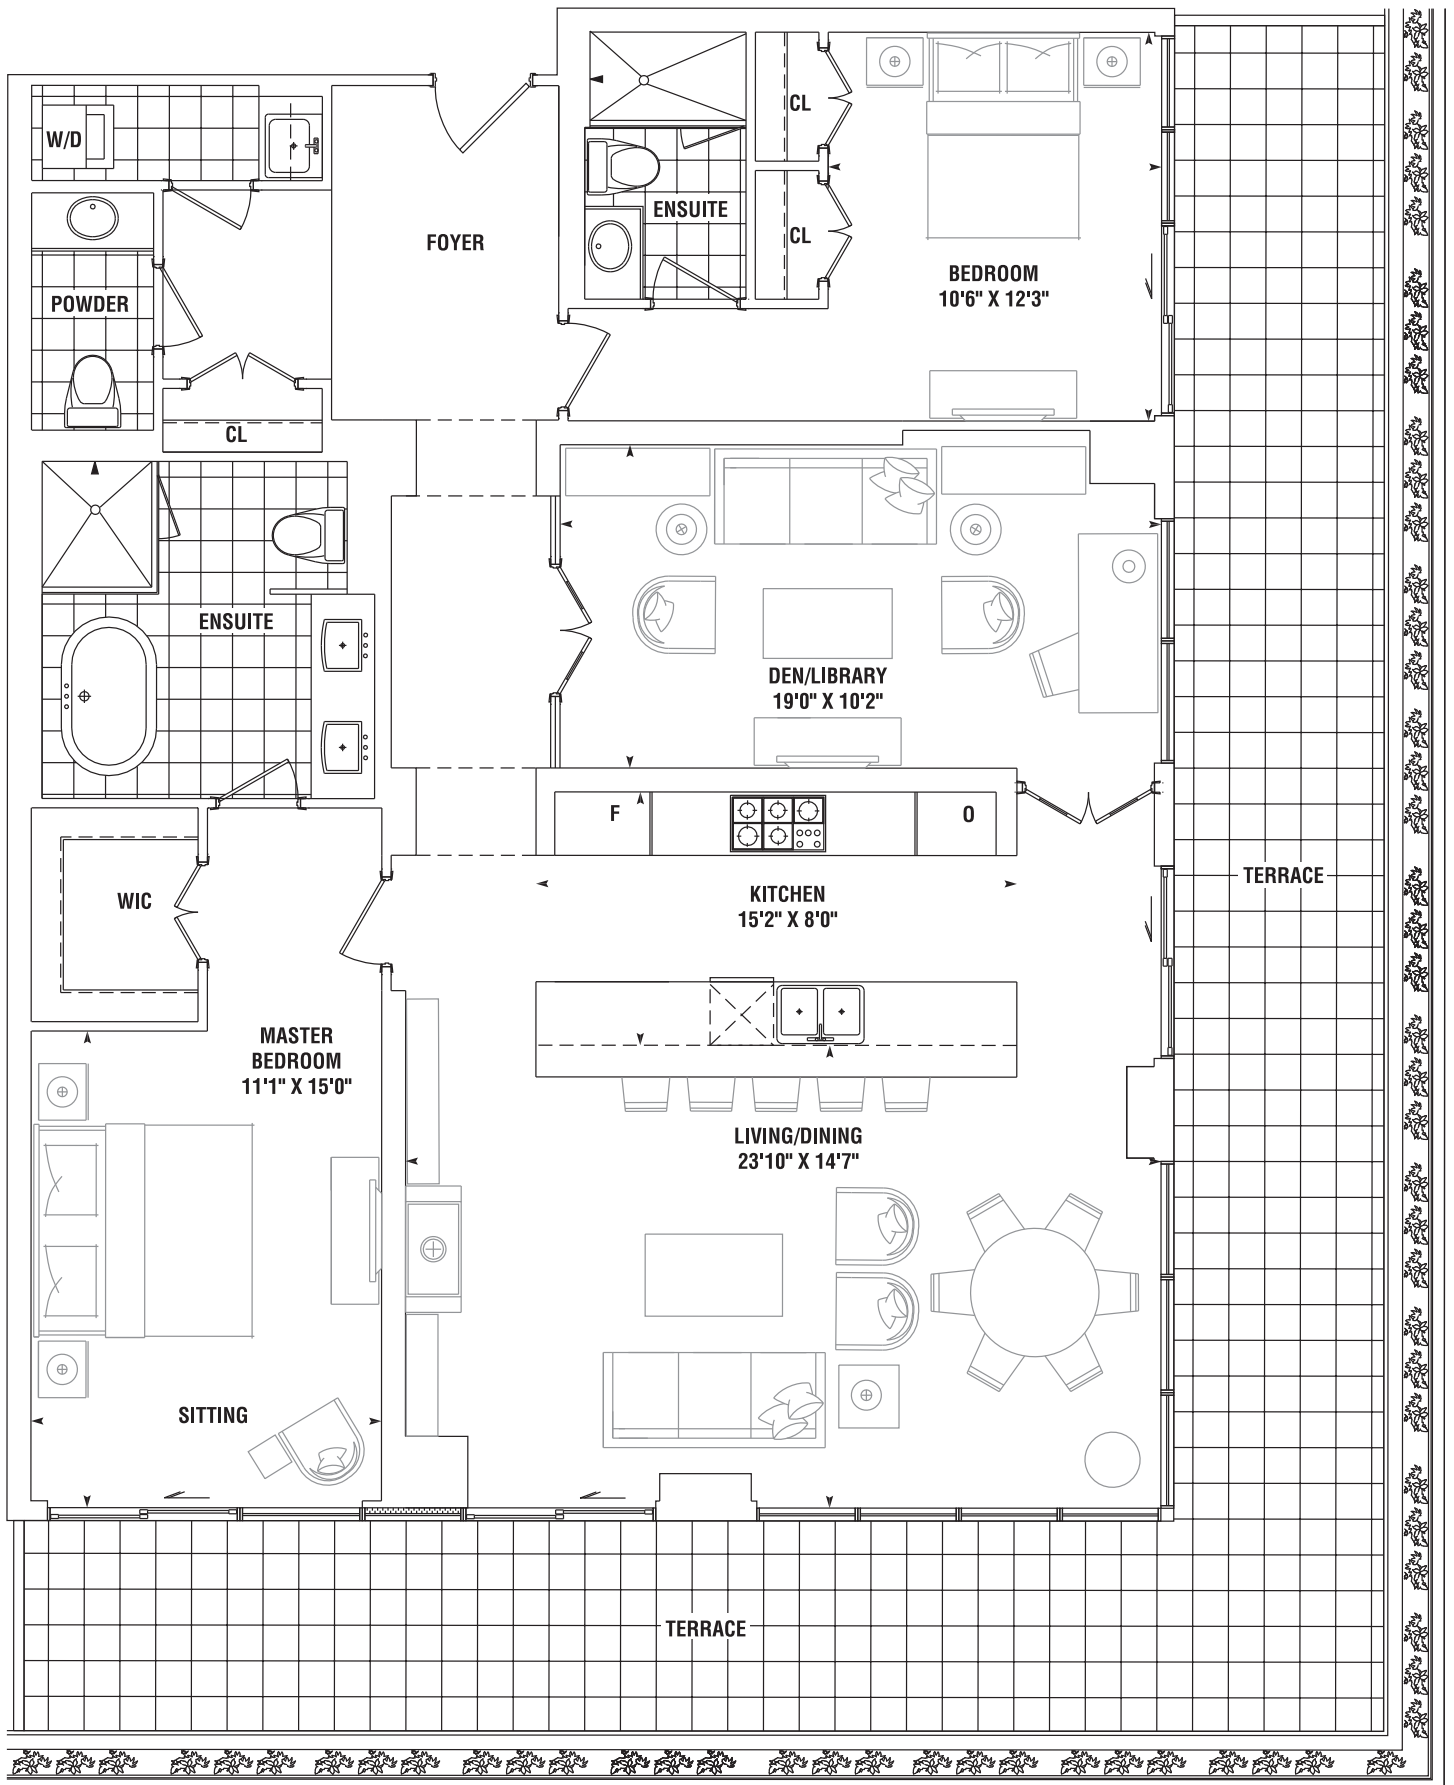 W/D
CL
ENSUITE
FOYER
CL
BEDROOM
10'6" X 12'3"
POWDER
CL
ENSUITE
DEN/LIBRARY
19'0" X 10'2"
F
O
TERRACE
KITCHEN
15'2" X 8'0"
WIC
MASTER
BEDROOM
11'1" X 15'0"
LIVING/DINING
23'10" X 14'7"
SITTING
TERRACE